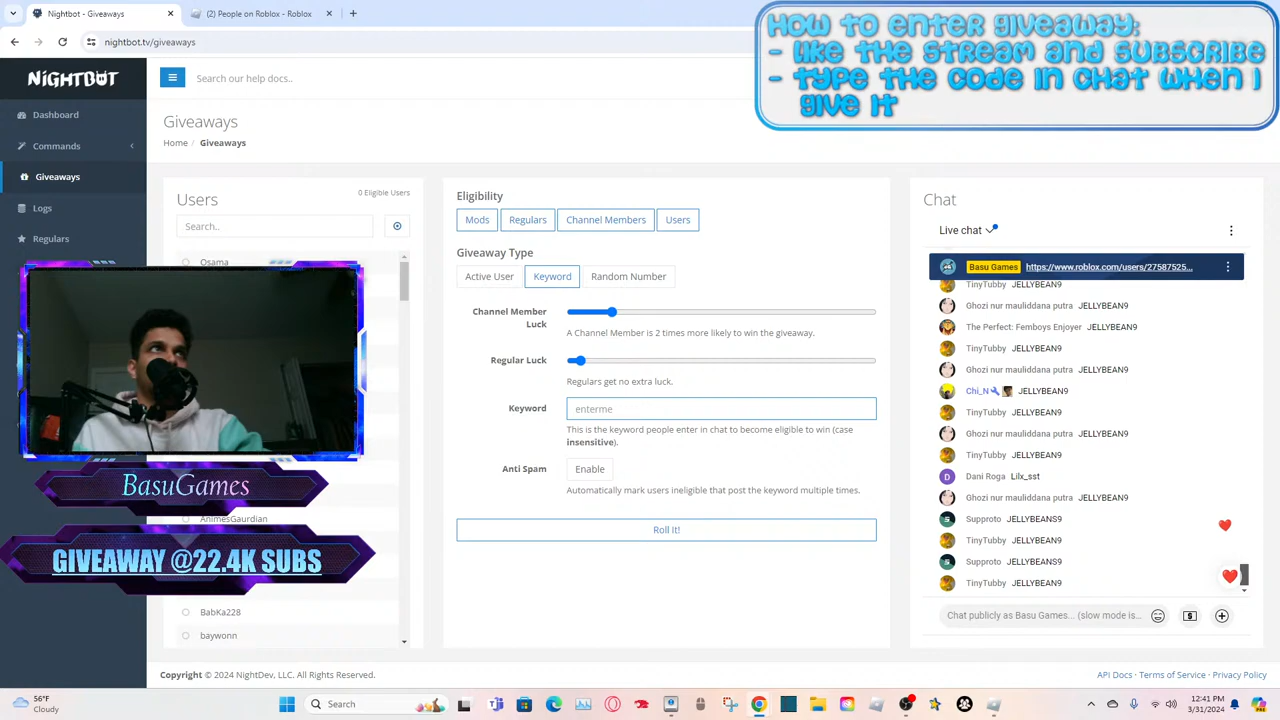 Nightbot - Giveaways
(2) People on Roblox - Roblox
nightbot.tv/giveaways
HOW TO ENTER GIVEAWAY:
- LIKE THE STREAM AND SUBSCRIBE
- TYPE THE CODE IN CHAT WHEN I
GIVE IT
NIGHTBOT
Search our help docs..
Dashboard
Commands
Giveaways
Logs
Regulars
Giveaways
Home / Giveaways
Users
0 Eligible Users
Search..
Osama
AnimesGaurdian
BabKa228
baywonn
BasuGames
GIVEAWAY @22.4K SUBS
Eligibility
Mods
Regulars
Channel Members
Users
Giveaway Type
Active User
Keyword
Random Number
Channel Member
Luck
A Channel Member is 2 times more likely to win the giveaway.
Regular Luck
Regulars get no extra luck.
Keyword
enterme
This is the keyword people enter in chat to become eligible to win (case
insensitive).
Anti Spam
Enable
Automatically mark users ineligible that post the keyword multiple times.
Roll It!
Chat
Live chat
Basu Games https://www.roblox.com/users/27587525...
TinyTubby JELLYBEAN9
Ghozi nur mauliddana putra JELLYBEAN9
The Perfect: Femboys Enjoyer JELLYBEAN9
TinyTubby JELLYBEAN9
Ghozi nur mauliddana putra JELLYBEAN9
Chi_N JELLYBEAN9
TinyTubby JELLYBEAN9
Ghozi nur mauliddana putra JELLYBEAN9
TinyTubby JELLYBEAN9
D Dani Roga Lilx_sst
Ghozi nur mauliddana putra JELLYBEAN9
Supproto JELLYBEANS9
TinyTubby JELLYBEAN9
Supproto JELLYBEANS9
TinyTubby JELLYBEAN9
Chat publicly as Basu Games... (slow mode is...
Copyright © 2024 NightDev, LLC. All Rights Reserved.
API Docs - Terms of Service - Privacy Policy
56°F
Cloudy
Search
12:41 PM
3/31/2024